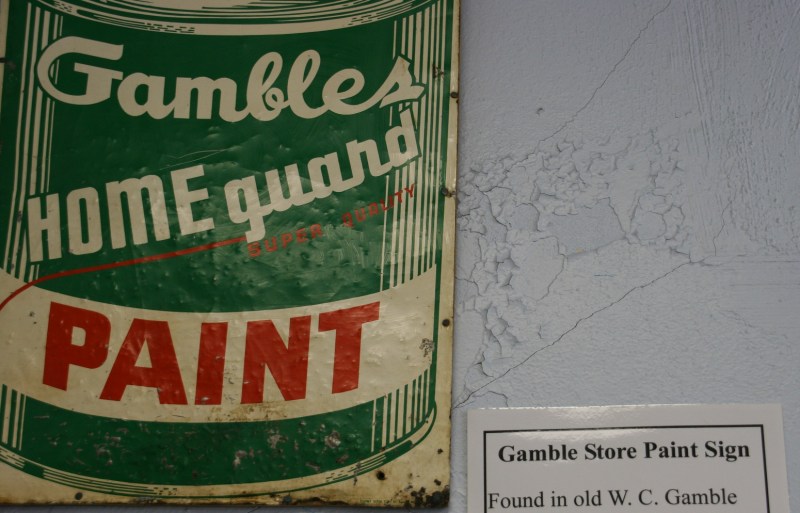 Gambles
HOME guard
SUPER QUALITY
PAINT
Gamble Store Paint Sign
Found in old W. C. Gamble